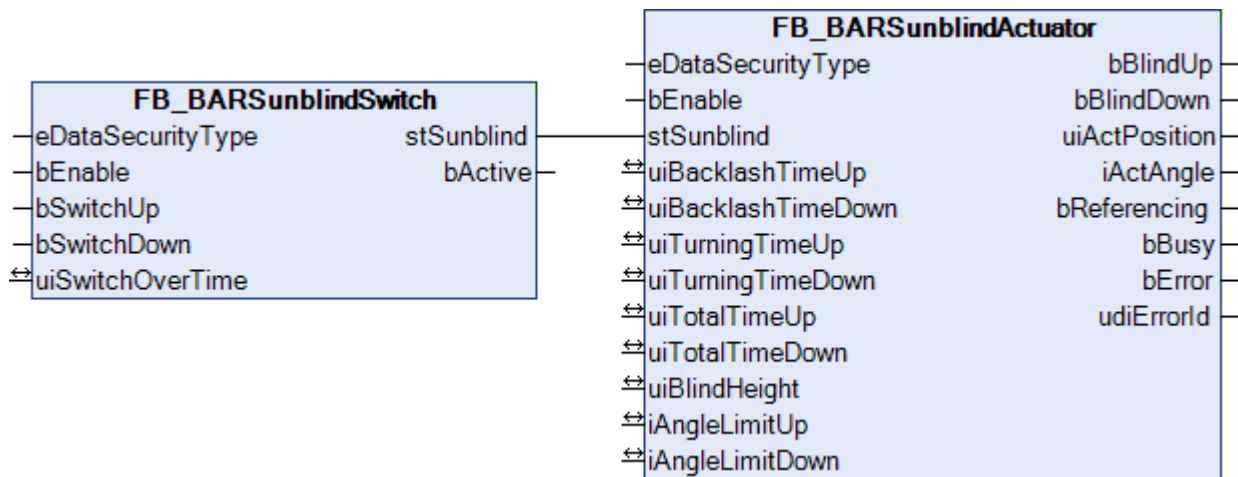 FB_BARSunblindSwitch
eDataSecurityType stSunblind
bEnable bActive
bSwitchUp
bSwitchDown
uiSwitchOverTime
FB_BARSunblindActuator
eDataSecurityType bBlindUp
bEnable bBlindDown
stSunblind uiActPosition
uiBacklashTimeUp iActAngle
uiBacklashTimeDown bReferencing
uiTurningTimeUp bBusy
uiTurningTimeDown bError
uiTotalTimeUp udiErrorId
uiTotalTimeDown
uiBlindHeight
iAngleLimitUp
iAngleLimitDown